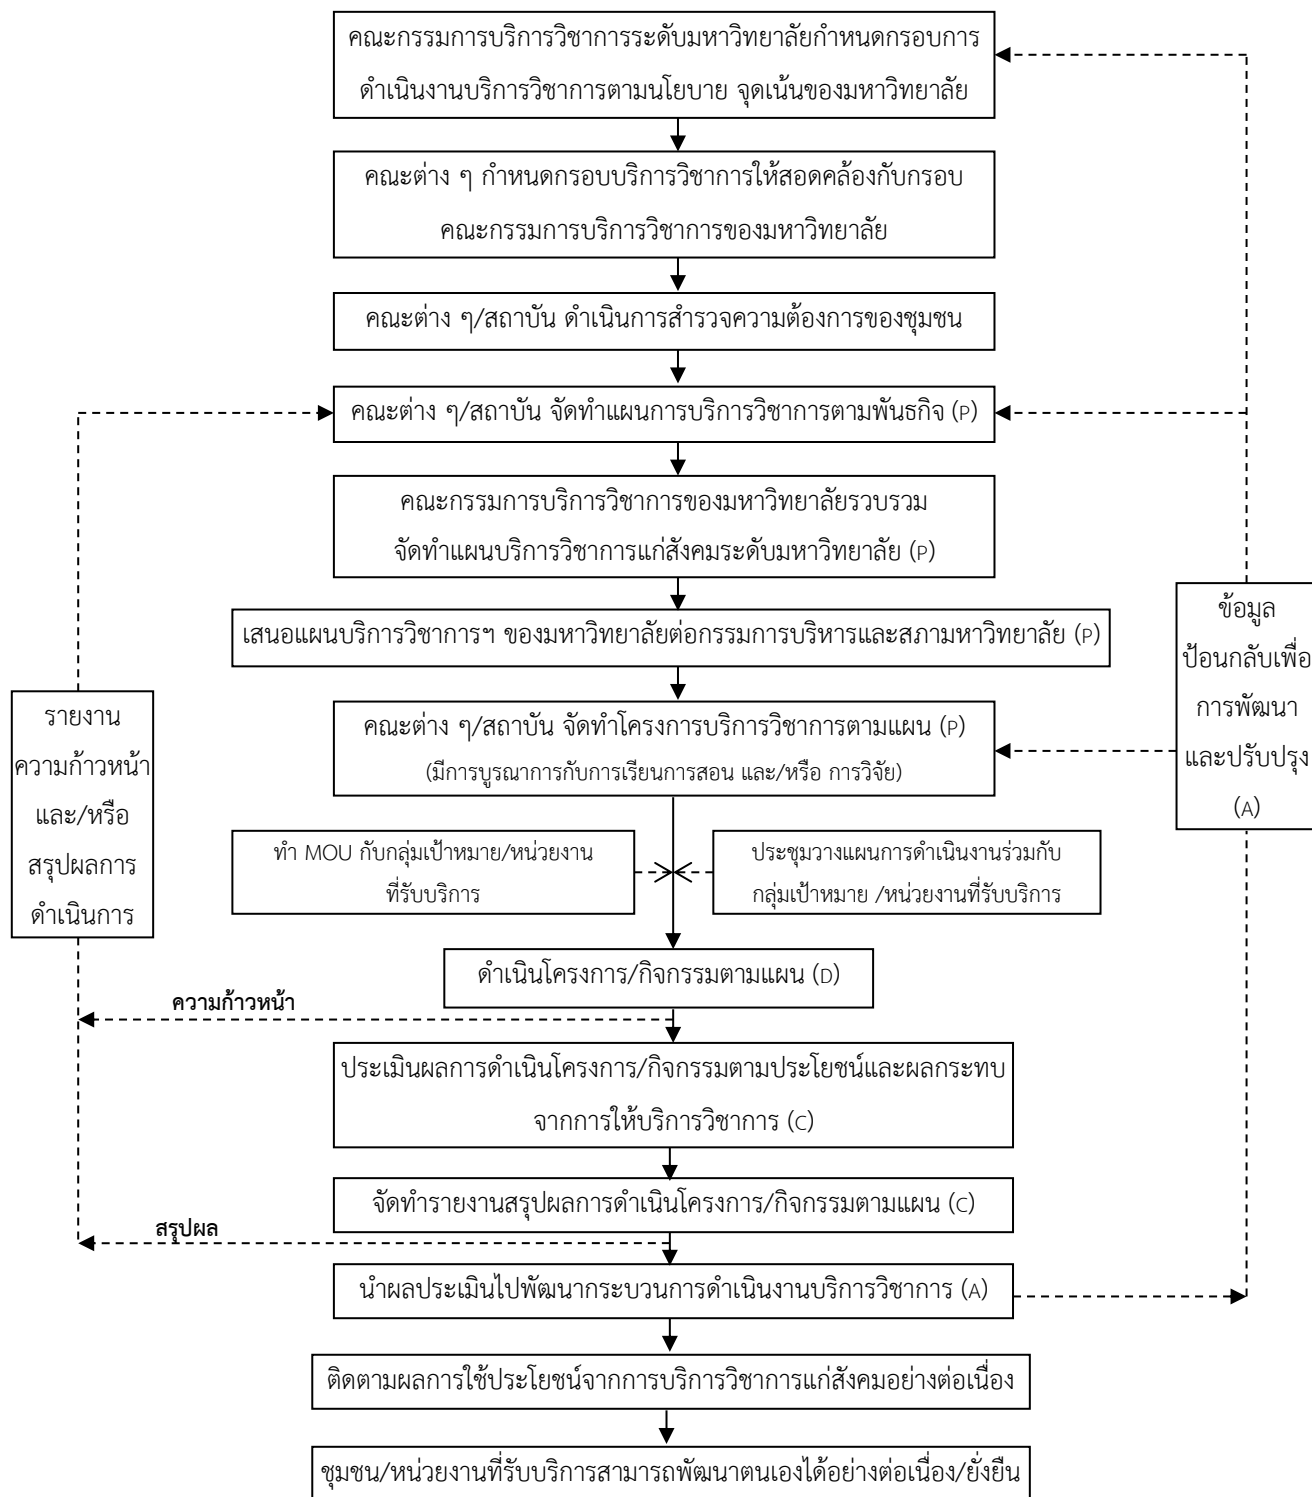 คณะกรรมการบริการวิชาการระดับมหาวิทยาลัยกำหนดกรอบการ
ดำเนินงานบริการวิชาการตามนโยบาย จุดเน้นของมหาวิทยาลัย
คณะต่าง ๆ กำหนดกรอบบริการวิชาการให้สอดคล้องกับกรอบ
คณะกรรมการบริการวิชาการของมหาวิทยาลัย
คณะต่าง ๆ/สถาบัน ดำเนินการสำรวจความต้องการของชุมชน
คณะต่าง ๆ/สถาบัน จัดทำแผนการบริการวิชาการตามพันธกิจ (P)
คณะกรรมการบริการวิชาการของมหาวิทยาลัยรวบรวม
จัดทำแผนบริการวิชาการแก่สังคมระดับมหาวิทยาลัย (P)
เสนอแผนบริการวิชาการฯ ของมหาวิทยาลัยต่อกรรมการบริหารและสภามหาวิทยาลัย (P)
คณะต่าง ๆ/สถาบัน จัดทำโครงการบริการวิชาการตามแผน (P)
(มีการบูรณาการกับการเรียนการสอน และ/หรือ การวิจัย)
ทำ MOU กับกลุ่มเป้าหมาย/หน่วยงาน
ที่รับบริการ
ประชุมวางแผนการดำเนินงานร่วมกับ
กลุ่มเป้าหมาย /หน่วยงานที่รับบริการ
ดำเนินโครงการ/กิจกรรมตามแผน (D)
ความก้าวหน้า
ประเมินผลการดำเนินโครงการ/กิจกรรมตามประโยชน์และผลกระทบ
จากการให้บริการวิชาการ (C)
จัดทำรายงานสรุปผลการดำเนินโครงการ/กิจกรรมตามแผน (C)
สรุปผล
นำผลประเมินไปพัฒนากระบวนการดำเนินงานบริการวิชาการ (A)
ติดตามผลการใช้ประโยชน์จากการบริการวิชาการแก่สังคมอย่างต่อเนื่อง
ชุมชน/หน่วยงานที่รับบริการสามารถพัฒนาตนเองได้อย่างต่อเนื่อง/ยั่งยืน
รายงาน
ความก้าวหน้า
และ/หรือ
สรุปผลการ
ดำเนินการ
ข้อมูล
ป้อนกลับเพื่อ
การพัฒนา
และปรับปรุง
(A)